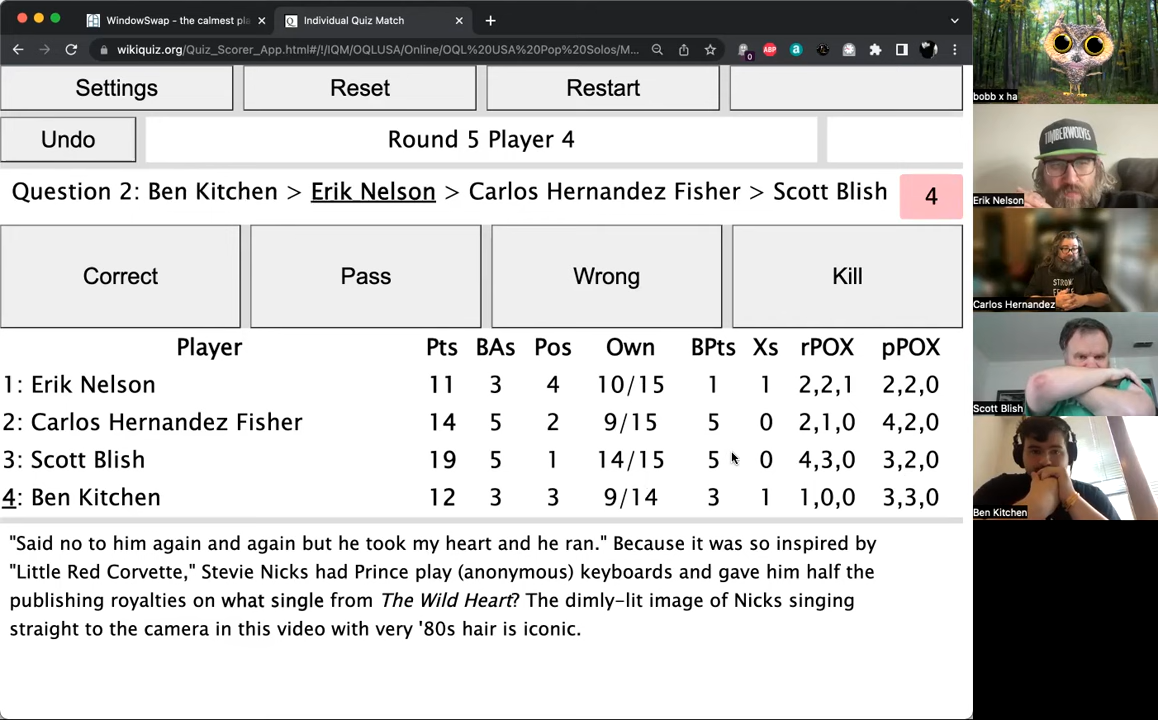 WindowSwap - the calmest pl
Individual Quiz Match
wikiquiz.org/Quiz_Scorer_App.html#/!/IQM/OQLUSA/Online/OQL%20USA%20Pop%20Solos/M...
0
ABP
a
Settings
Reset
Restart
Undo
Round 5 Player 4
Question 2: Ben Kitchen > Erik Nelson > Carlos Hernandez Fisher > Scott Blish
4
Correct
Pass
Wrong
Kill
Player Pts BAs Pos Own BPts Xs rPOX pPOX
1: Erik Nelson 11 3 4 10/15 1 1 2,2,1 2,2,0
2: Carlos Hernandez Fisher 14 5 2 9/15 5 0 2,1,0 4,2,0
3: Scott Blish 19 5 1 14/15 5 0 4,3,0 3,2,0
4: Ben Kitchen 12 3 3 9/14 3 1 1,0,0 3,3,0
"Said no to him again and again but he took my heart and he ran." Because it was so inspired by
"Little Red Corvette," Stevie Nicks had Prince play (anonymous) keyboards and gave him half the
publishing royalties on what single from The Wild Heart? The dimly-lit image of Nicks singing
straight to the camera in this video with very '80s hair is iconic.
bobb x ha
TIMBERWOLVES
Erik Nelson
STRONG
Carlos Hernandez
Scott Blish
Ben Kitchen